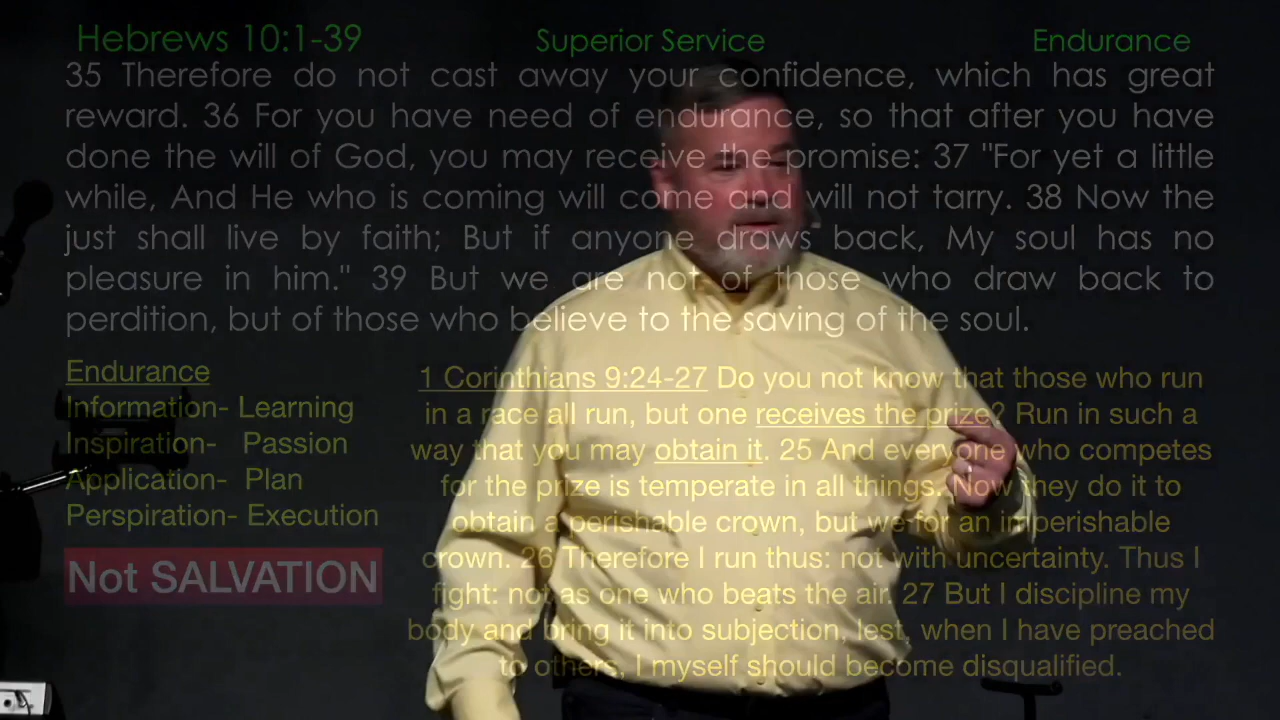 Hebrews 10:1-39 Superior Service Endurance
35 Therefore do not cast away your confidence, which has great
reward. 36 For you have need of endurance, so that after you have
done the will of God, you may receive the promise: 37 "For yet a little
while, And He who is coming will come and will not tarry. 38 Now the
just shall live by faith; But if anyone draws back, My soul has no
pleasure in him." 39 But we are not of those who draw back to
perdition, but of those who believe to the saving of the soul.
Endurance
Information- Learning
Inspiration- Passion
Application- Plan
Perspiration- Execution
Not SALVATION
1 Corinthians 9:24-27 Do you not know that those who run
in a race all run, but one receives the prize? Run in such a
way that you may obtain it. 25 And everyone who competes
for the prize is temperate in all things. Now they do it to
obtain a perishable crown, but we for an imperishable
crown. 26 Therefore I run thus: not with uncertainty. Thus I
fight: not as one who beats the air. 27 But I discipline my
body and bring it into subjection, lest, when I have preached
to others, I myself should become disqualified.